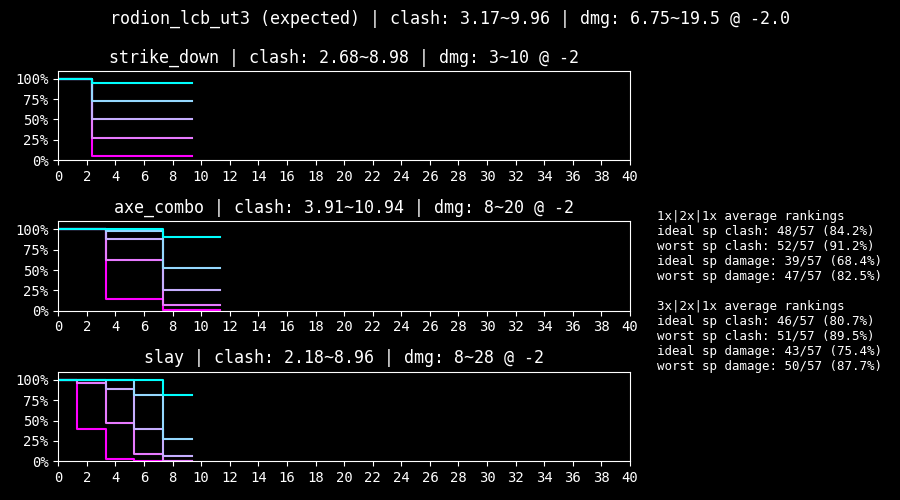 rodion_lcb_ut3 (expected) | clash: 3.17~9.96 | dmg: 6.75~19.5 @ -2.0
strike_down | clash: 2.68~8.98 | dmg: 3~10 @ -2
100%
75%
50%
25%
0%
0 2 4 6 8 10 12 14 16 18 20 22 24 26 28 30 32 34 36 38 40
axe_combo | clash: 3.91~10.94 | dmg: 8~20 @ -2
100%
75%
50%
25%
0%
0 2 4 6 8 10 12 14 16 18 20 22 24 26 28 30 32 34 36 38 40
slay | clash: 2.18~8.96 | dmg: 8~28 @ -2
100%
75%
50%
25%
0%
0 2 4 6 8 10 12 14 16 18 20 22 24 26 28 30 32 34 36 38 40
1x|2x|1x average rankings
ideal sp clash: 48/57 (84.2%)
worst sp clash: 52/57 (91.2%)
ideal sp damage: 39/57 (68.4%)
worst sp damage: 47/57 (82.5%)
3x|2x|1x average rankings
ideal sp clash: 46/57 (80.7%)
worst sp clash: 51/57 (89.5%)
ideal sp damage: 43/57 (75.4%)
worst sp damage: 50/57 (87.7%)